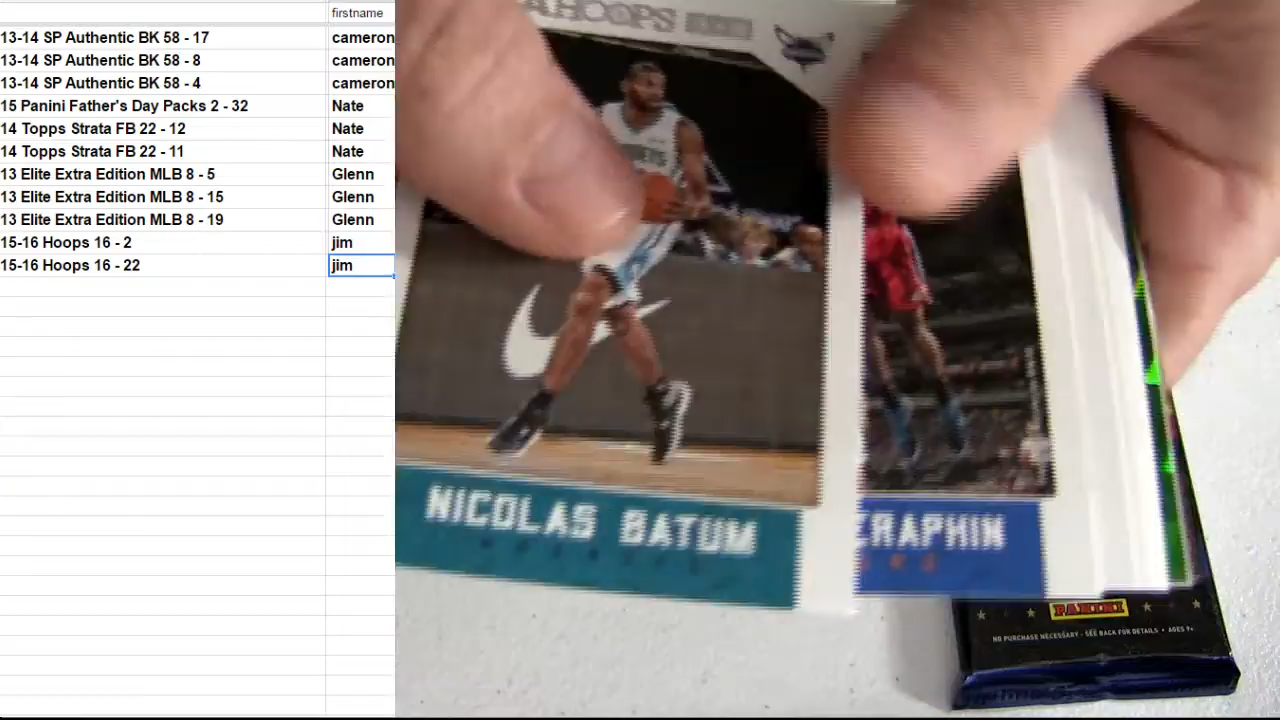 firstname
13-14 SP Authentic BK 58 - 17 cameron
13-14 SP Authentic BK 58 - 8 cameron
13-14 SP Authentic BK 58 - 4 cameron
15 Panini Father's Day Packs 2 - 32 Nate
14 Topps Strata FB 22 - 12 Nate
14 Topps Strata FB 22 - 11 Nate
13 Elite Extra Edition MLB 8 - 5 Glenn
13 Elite Extra Edition MLB 8 - 15 Glenn
13 Elite Extra Edition MLB 8 - 19 Glenn
15-16 Hoops 16 - 2 jim
15-16 Hoops 16 - 22 jim
HOOPS
NICOLAS BATUM
ERAPHIN
PANINI
NO PURCHASE NECESSARY • SEE BACK FOR DETAILS • AGES 9+